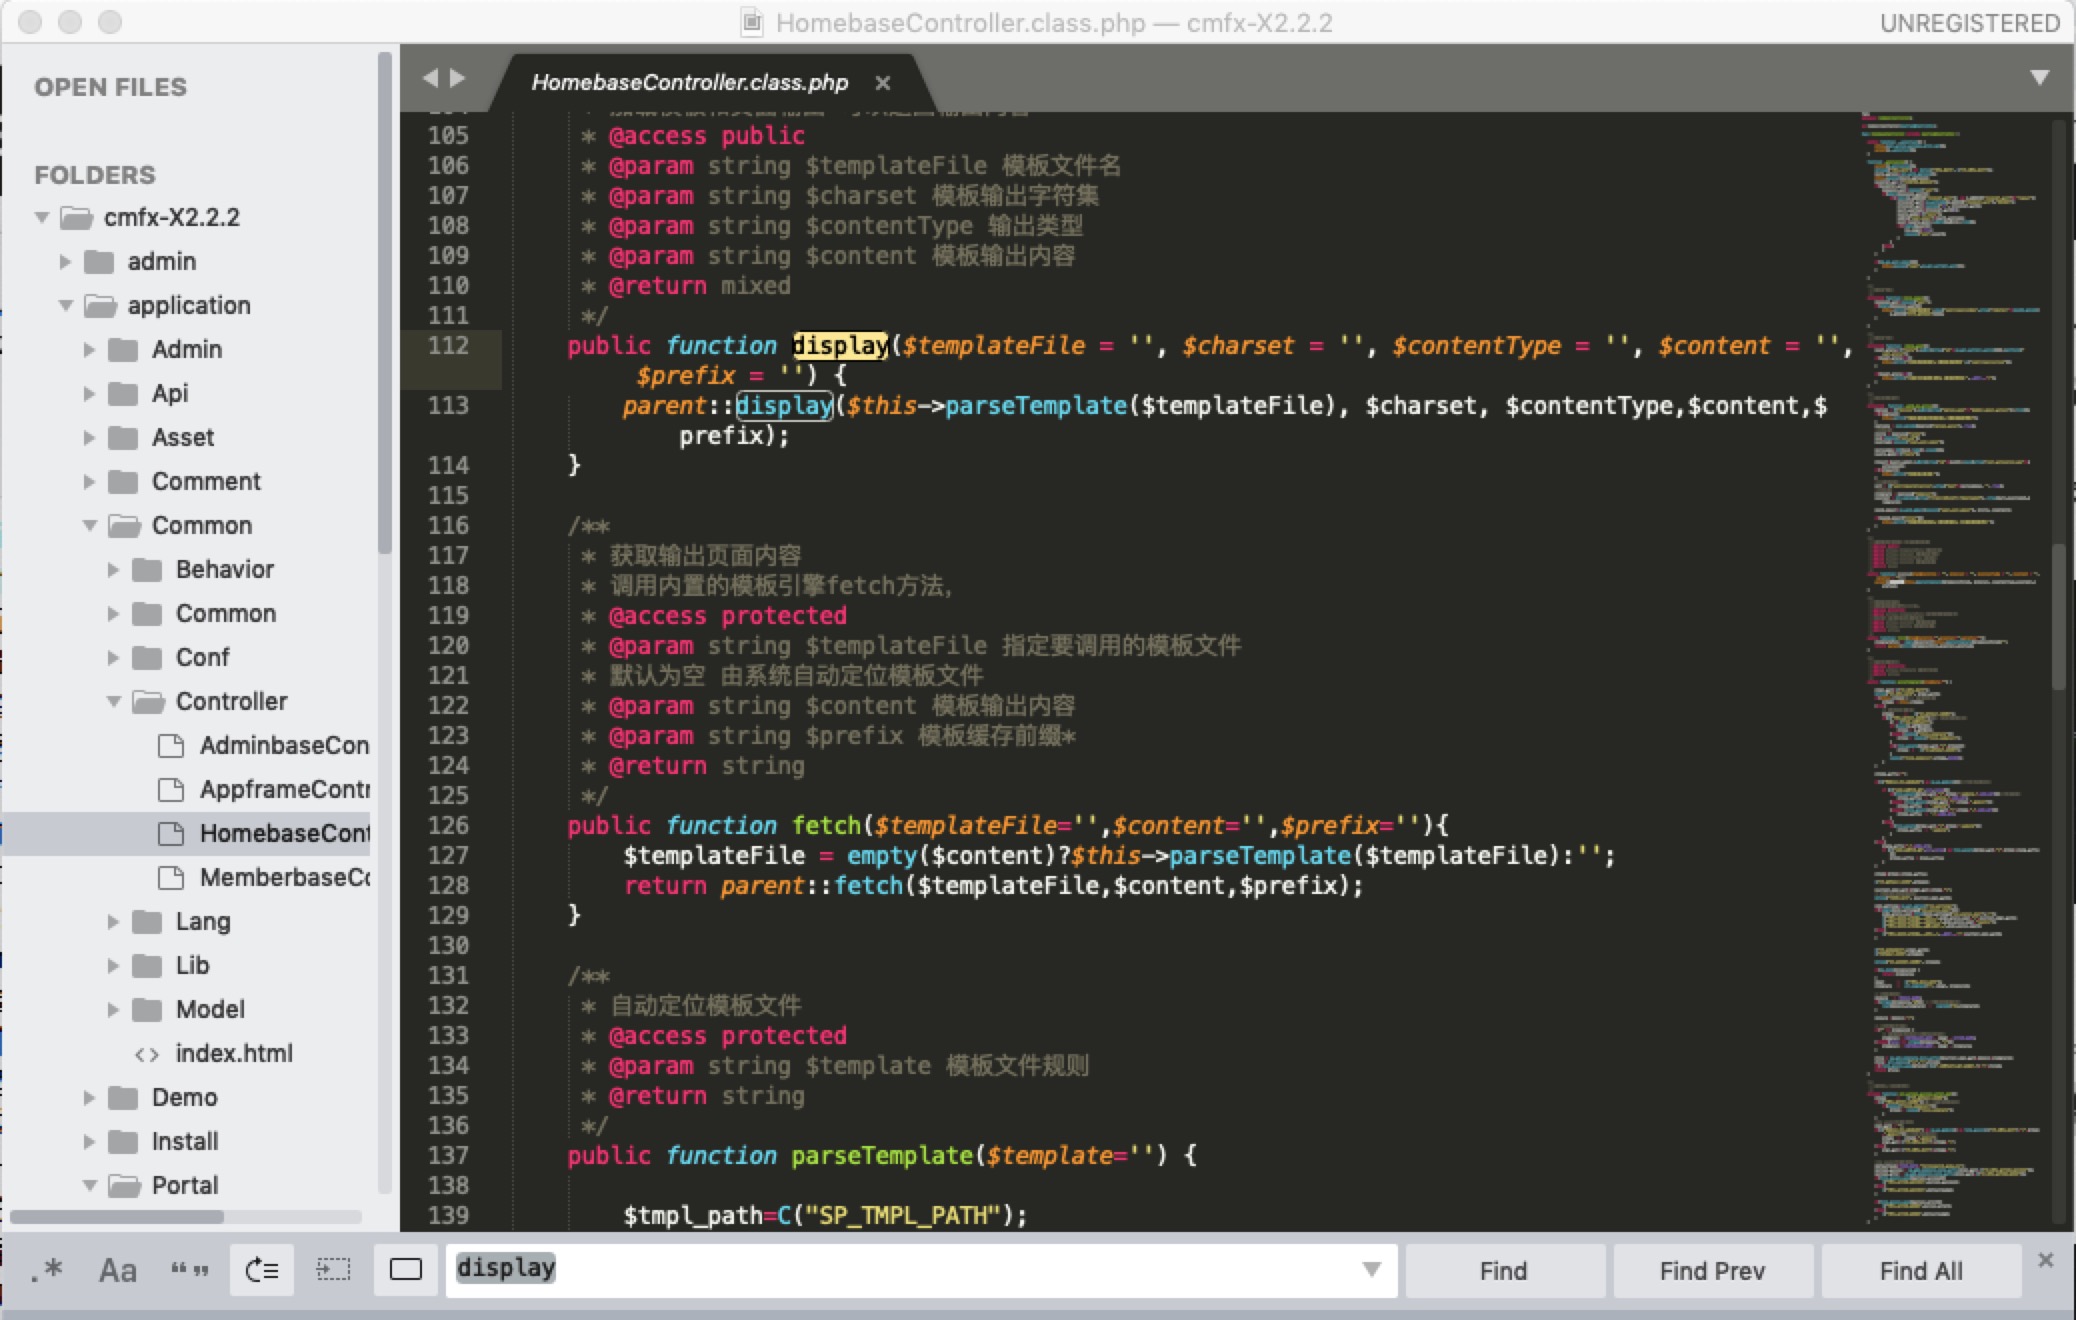 HomebaseController.class.php — cmfx-X2.2.2
UNREGISTERED
OPEN FILES
FOLDERS
cmfx-X2.2.2
admin
application
Admin
Api
Asset
Comment
Common
Behavior
Common
Conf
Controller
AdminbaseCon
AppframeContr
HomebaseCont
MemberbaseCo
Lang
Lib
Model
<> index.html
Demo
Install
Portal
HomebaseController.class.php ×
105 * @access public
106 * @param string $templateFile 模板文件名
107 * @param string $charset 模板输出字符集
108 * @param string $contentType 输出类型
109 * @param string $content 模板输出内容
110 * @return mixed
111 */
112 public function display($templateFile = '', $charset = '', $contentType = '', $content = '',
$prefix = '') {
113 parent::display($this->parseTemplate($templateFile), $charset, $contentType,$content,$
prefix);
114 }
115
116 /**
117 * 获取输出页面内容
118 * 调用内置的模板引擎fetch方法,
119 * @access protected
120 * @param string $templateFile 指定要调用的模板文件
121 * 默认为空 由系统自动定位模板文件
122 * @param string $content 模板输出内容
123 * @param string $prefix 模板缓存前缀*
124 * @return string
125 */
126 public function fetch($templateFile='',$content='',$prefix=''){
127 $templateFile = empty($content)?$this->parseTemplate($templateFile):'';
128 return parent::fetch($templateFile,$content,$prefix);
129 }
130
131 /**
132 * 自动定位模板文件
133 * @access protected
134 * @param string $template 模板文件规则
135 * @return string
136 */
137 public function parseTemplate($template='') {
138
139 $tmpl_path=C("SP_TMPL_PATH");
.* Aa “” display Find Find Prev Find All ×